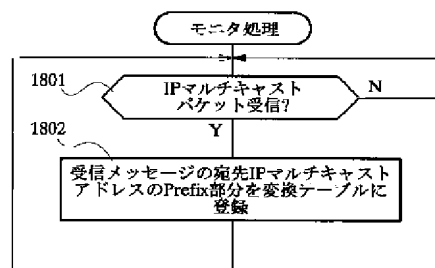 モニタ処理
1801
IPマルチキャスト
パケット受信?
N
Y
1802
受信メッセージの宛先IPマルチキャスト
アドレスのPrefix部分を変換テーブルに
登録